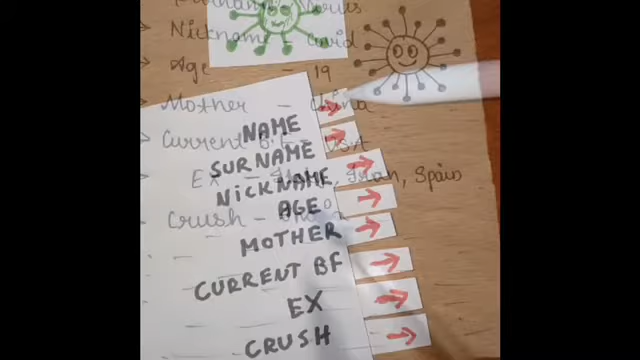 Nickname Covid
Age - 19
Mother - China
NAME
Current B.F - USA
SURNAME
Ex - Italy, Iran, Spain
NICKNAME
AGE
Crush -
MOTHER
CURRENT BF
EX
CRUSH